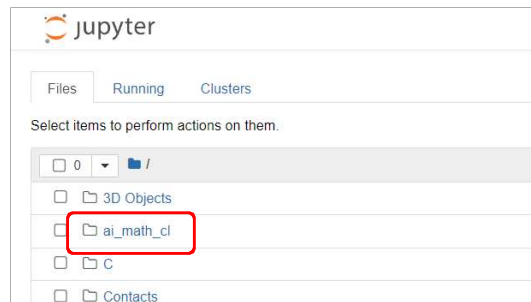 jupyter
Files Running Clusters
Select items to perform actions on them.
0 /
3D Objects
ai_math_cl
C
Contacts